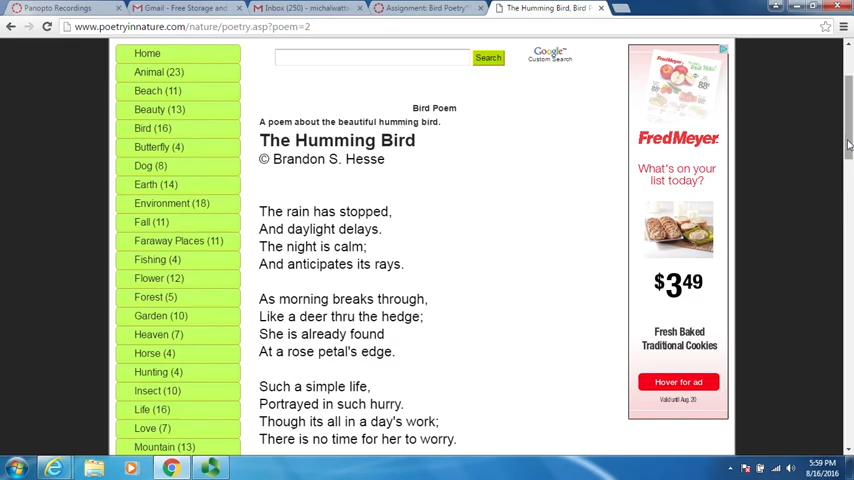 Panopto Recordings
Gmail - Free Storage and
Inbox (250) - michalwatts
Assignment: Bird Poetry"
The Humming Bird, Bird P
www.poetryinnature.com/nature/poetry.asp?poem=2
Home
Animal (23)
Beach (11)
Beauty (13)
Bird (16)
Butterfly (4)
Dog (8)
Earth (14)
Environment (18)
Fall (11)
Faraway Places (11)
Fishing (4)
Flower (12)
Forest (5)
Garden (10)
Heaven (7)
Horse (4)
Hunting (4)
Insect (10)
Life (16)
Love (7)
Mountain (13)
Search
Google™
Custom Search
Bird Poem
A poem about the beautiful humming bird.
The Humming Bird
© Brandon S. Hesse
The rain has stopped,
And daylight delays.
The night is calm;
And anticipates its rays.
As morning breaks through,
Like a deer thru the hedge;
She is already found
At a rose petal's edge.
Such a simple life,
Portrayed in such hurry.
Though its all in a day's work;
There is no time for her to worry.
FredMeyer
What's on your
list today?
$3.49
Fresh Baked
Traditional Cookies
Hover for ad
Valid until Aug. 20
5:59 PM
8/16/2016